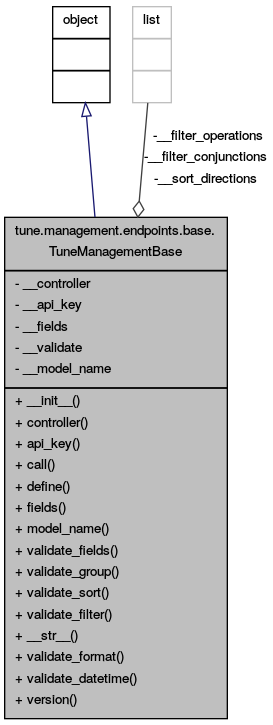 object
list
-__filter_operations
-__filter_conjunctions
-__sort_directions
tune.management.endpoints.base.
TuneManagementBase
- __controller
- __api_key
- __fields
- __validate
- __model_name
+ __init__()
+ controller()
+ api_key()
+ call()
+ define()
+ fields()
+ model_name()
+ validate_fields()
+ validate_group()
+ validate_sort()
+ validate_filter()
+ __str__()
+ validate_format()
+ validate_datetime()
+ version()